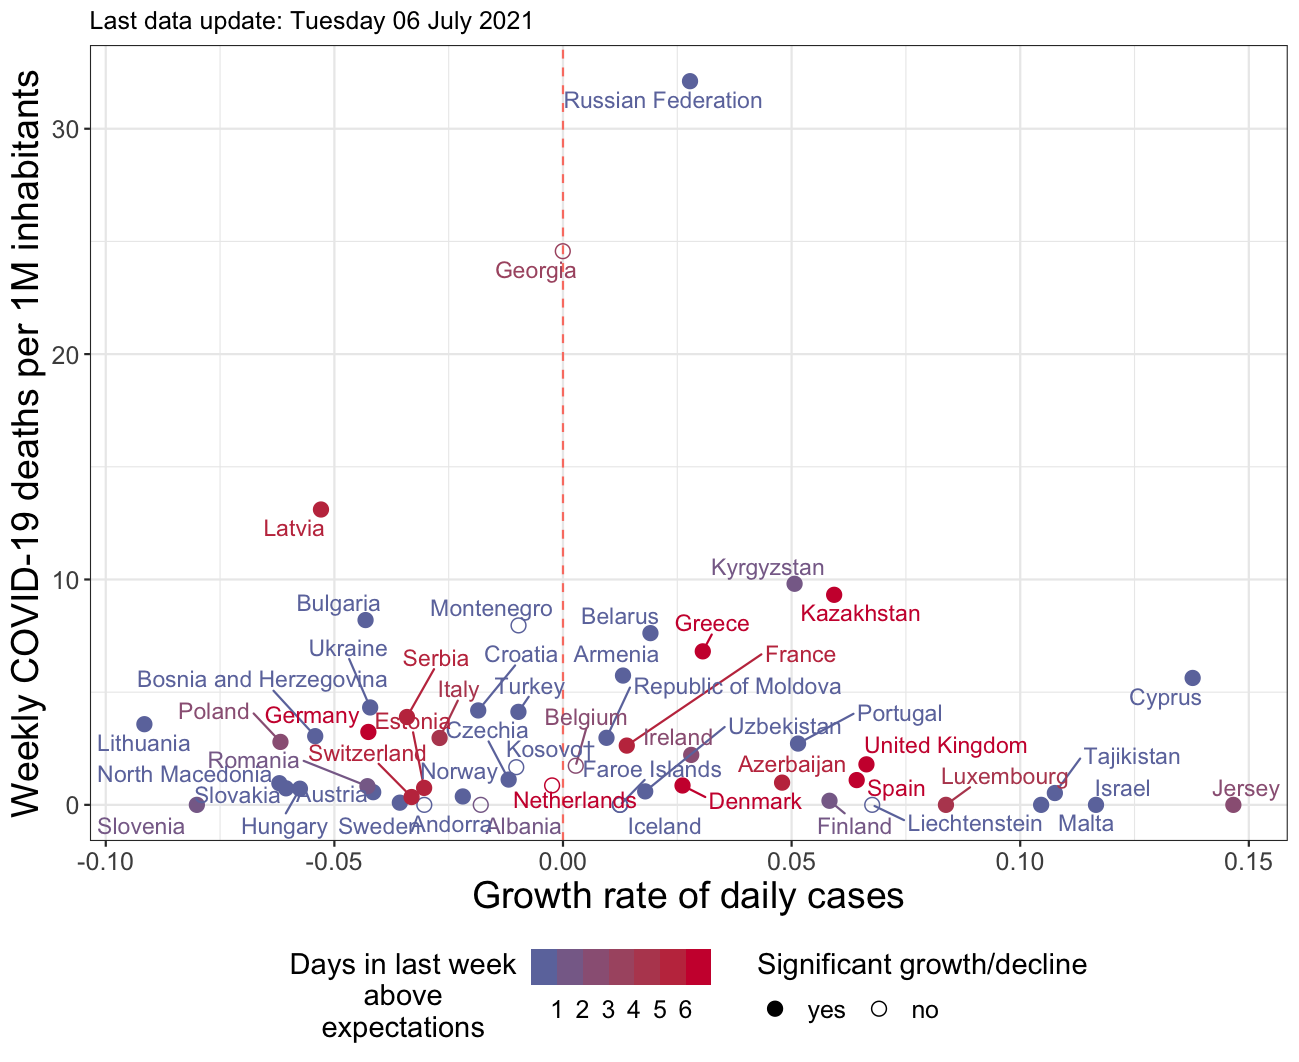 Last data update: Tuesday 06 July 2021
Weekly COVID-19 deaths per 1M inhabitants
30
20
10
0
Russian Federation
Georgia
Latvia
Kyrgyzstan
Kazakhstan
Bulgaria
Montenegro
Belarus
Greece
Ukraine
Serbia
Croatia
Armenia
France
Bosnia and Herzegovina
Italy
Turkey
Republic of Moldova
Cyprus
Poland
Germany
Estonia
Belgium
Portugal
Czechia
Uzbekistan
Lithuania
Kosovo†
Ireland
United Kingdom
Romania
Switzerland
Tajikistan
North Macedonia
Norway
Faroe Islands
Azerbaijan
Luxembourg
Slovakia
Austria
Netherlands
Denmark
Spain
Israel
Jersey
Slovenia
Hungary
Sweden
Andorra
Albania
Iceland
Finland
Liechtenstein
Malta
-0.10
-0.05
0.00
0.05
0.10
0.15
Growth rate of daily cases
Days in last week
above
expectations
1 2 3 4 5 6
Significant growth/decline
yes
no